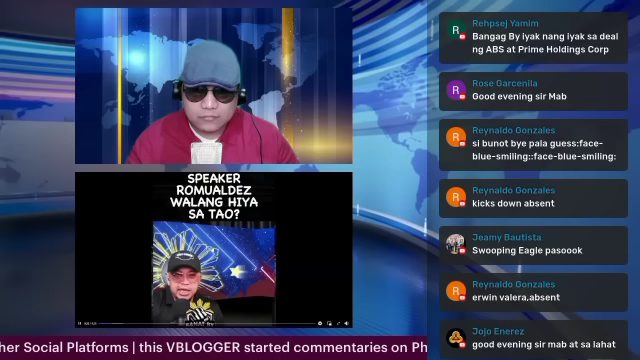 SPEAKER
ROMUALDEZ
WALANG HIYA
SA TAO?
her Social Platforms | this VBLOGGER started commentaries on Ph
Rehpsej Yamim
Bangag By iyak nang iyak sa deal
ng ABS at Prime Holdings Corp
Rose Garcenila
Good evening sir Mab
Reynaldo Gonzales
si bunot bye pala guess:face-
blue-smiling::face-blue-smiling:
Reynaldo Gonzales
kicks down absent
Jeamy Bautista
Swooping Eagle pasoook
Reynaldo Gonzales
erwin valera,absent
Jojo Enerez
good evening sir mab at sa lahat